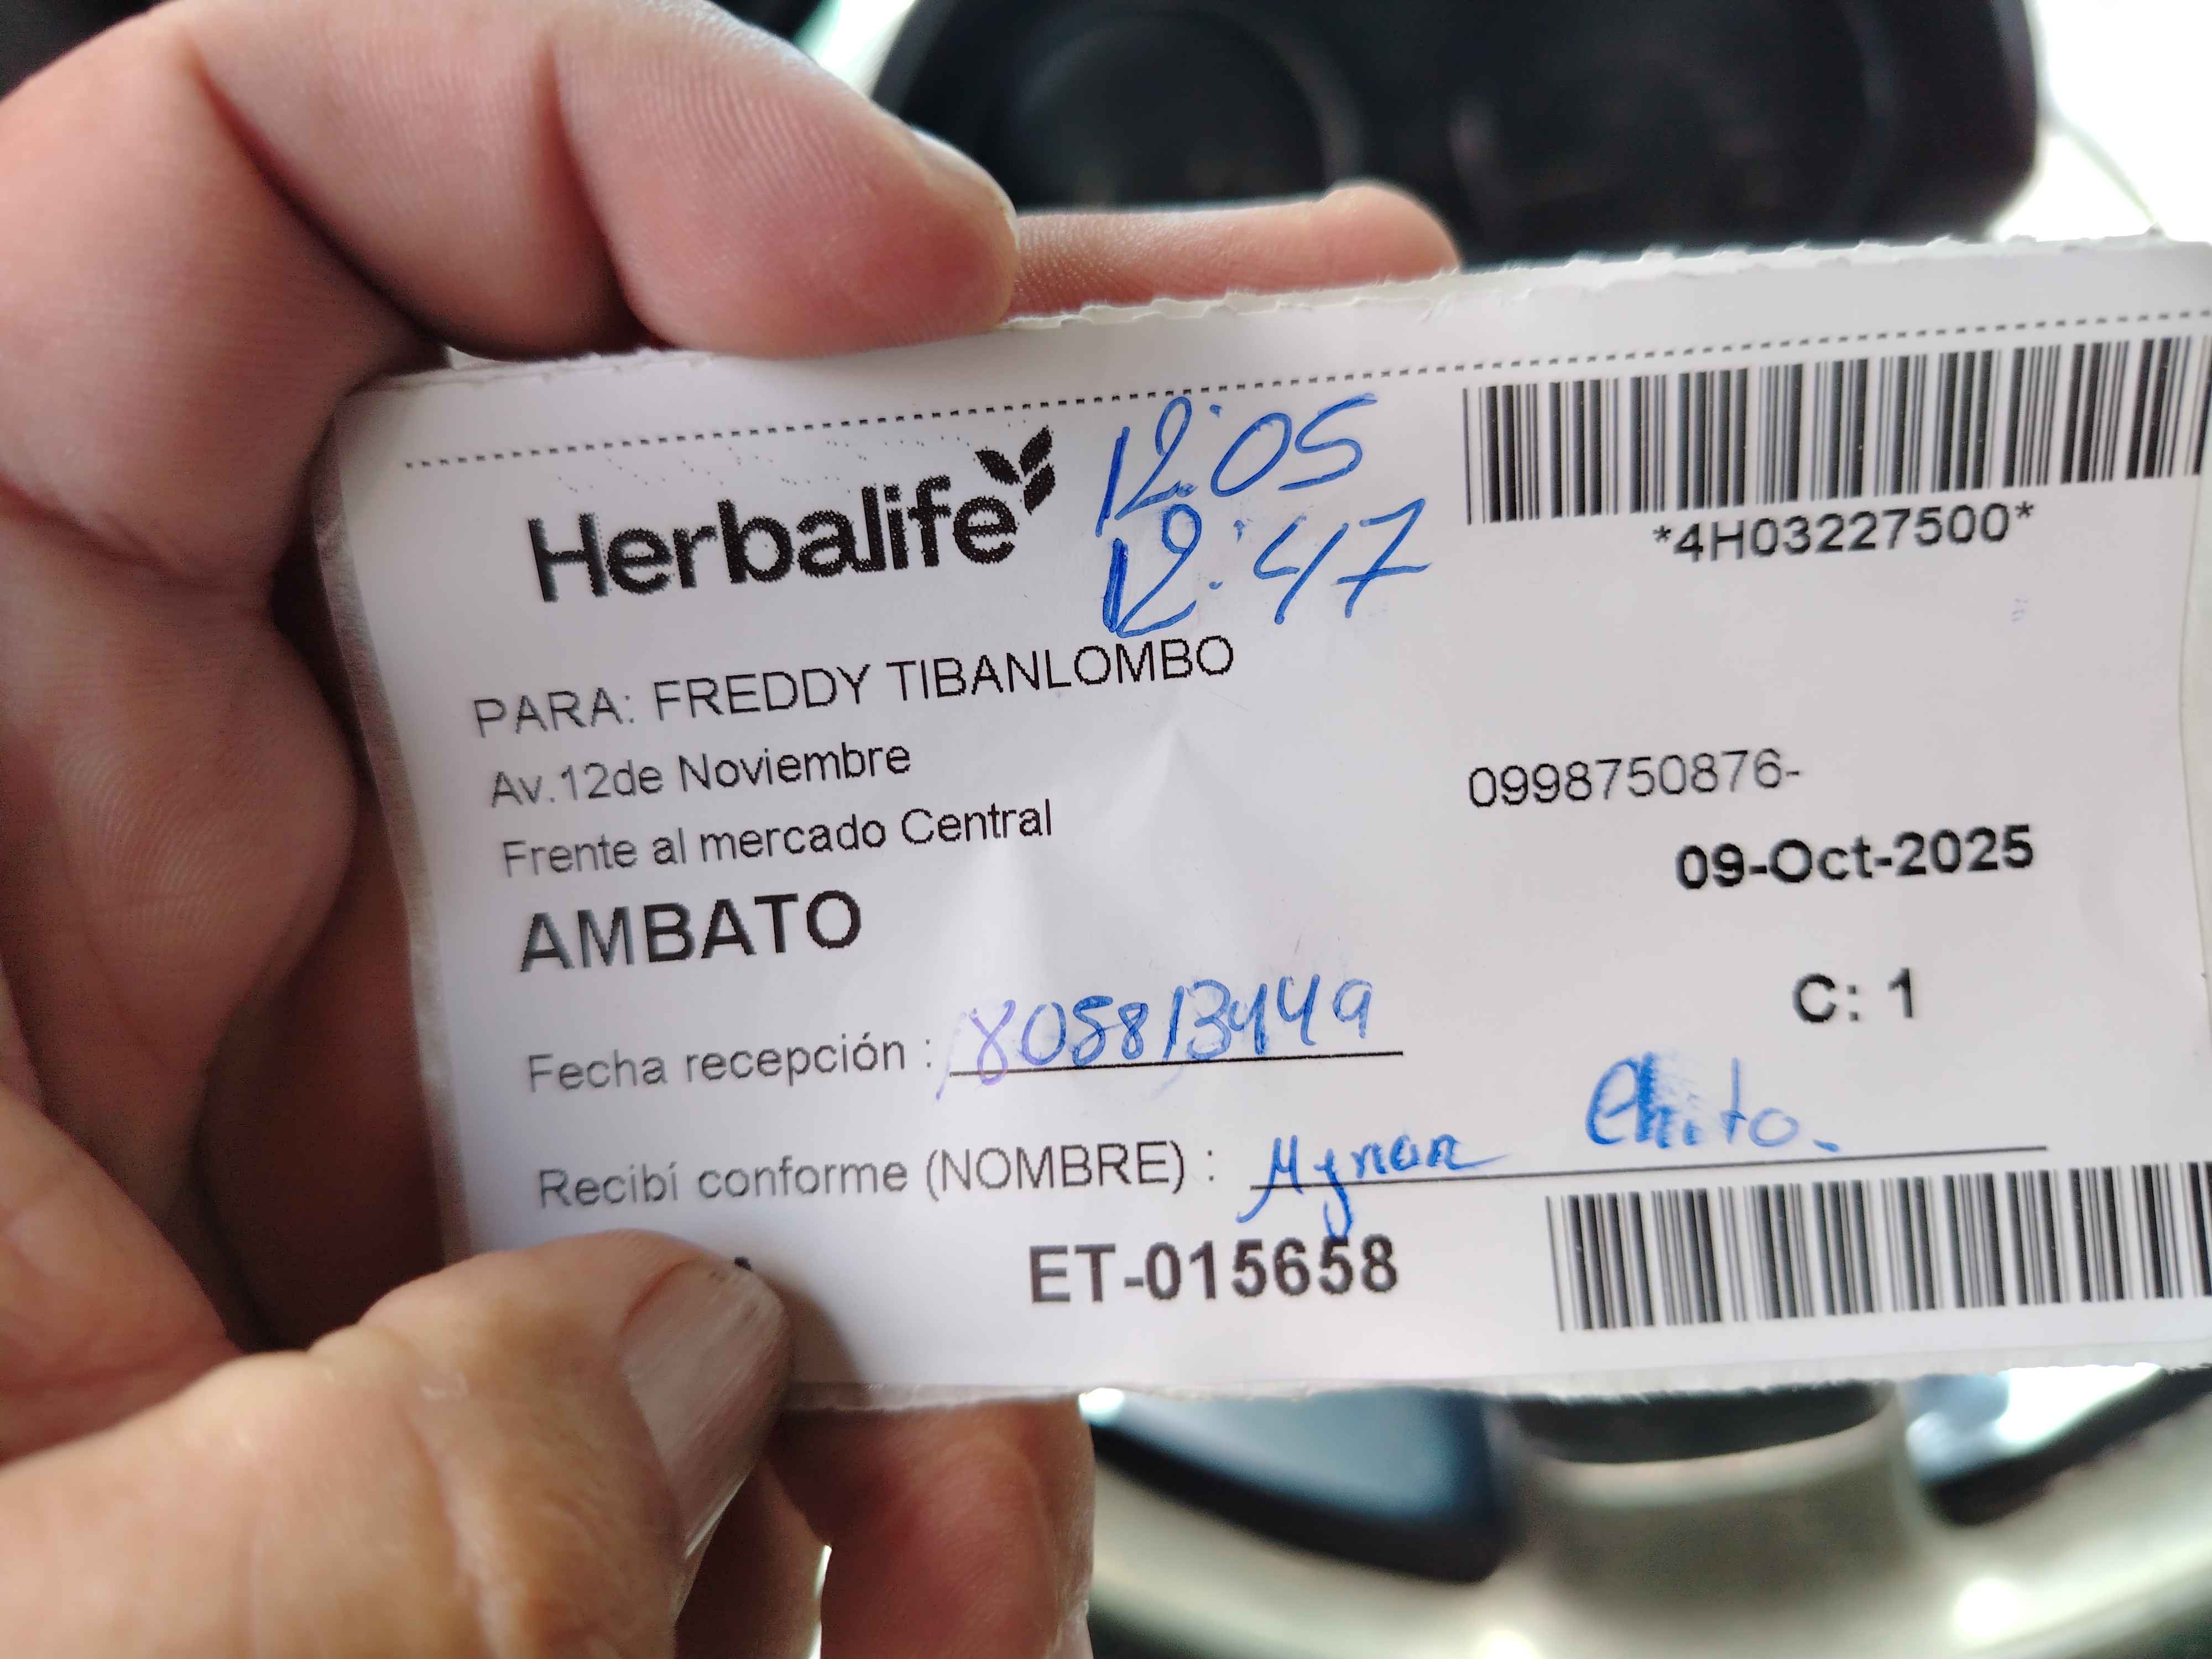 Herbalife
12:05
12:47
*4H03227500*
PARA: FREDDY TIBANLOMBO
Av.12de Noviembre
0998750876-
Frente al mercado Central
09-Oct-2025
AMBATO
C: 1
Fecha recepción :
Recibí conforme (NOMBRE) : Chito.
ET-015658